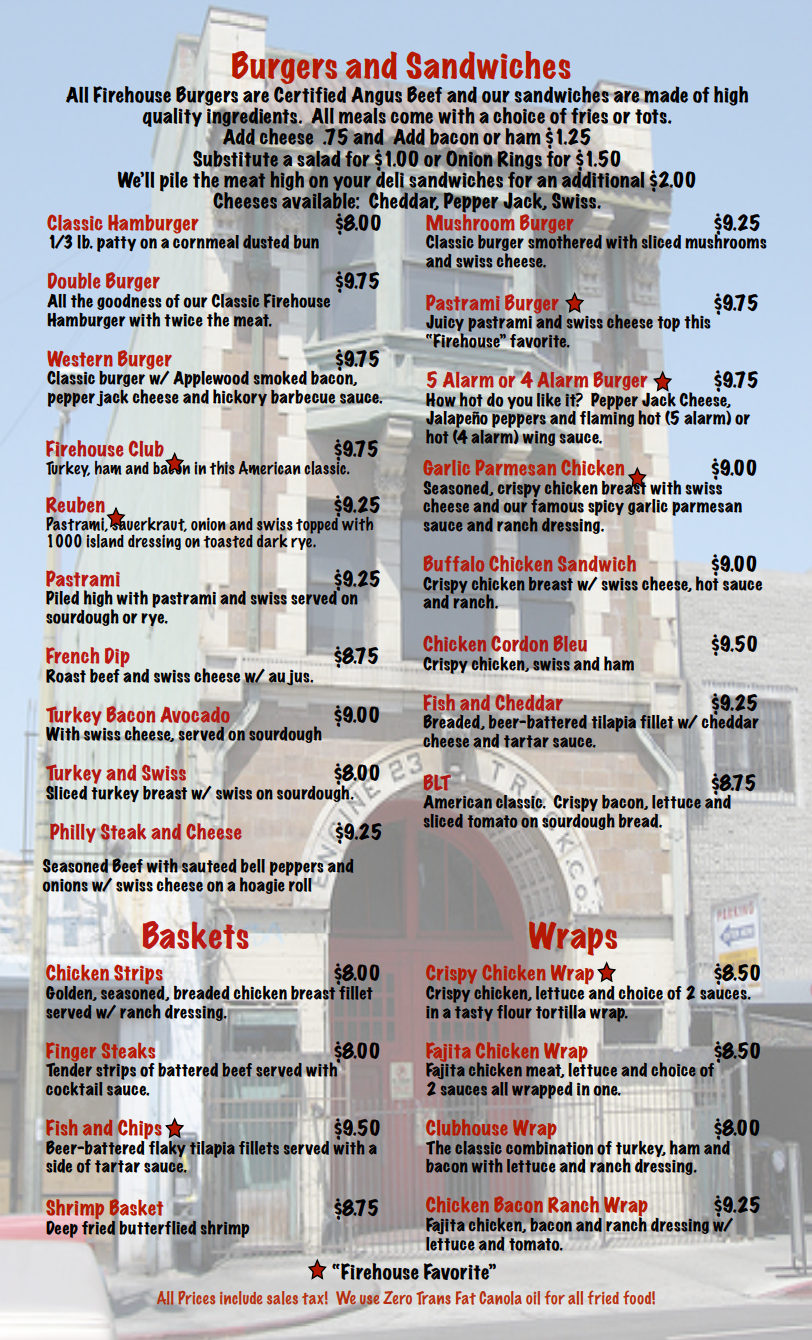 Burgers and Sandwiches
All Firehouse Burgers are Certified Angus Beef and our sandwiches are made of high
quality ingredients.  All meals come with a choice of fries or tots.
Add cheese  .75 and  Add bacon or ham $1.25
Substitute a salad for $1.00 or Onion Rings for $1.50
We'll pile the meat high on your deli sandwiches for an additional $2.00
Cheeses available:  Cheddar, Pepper Jack, Swiss.
Classic Hamburger $8.00
1/3 lb. patty on a cornmeal dusted bun
Double Burger $9.75
All the goodness of our Classic Firehouse
Hamburger with twice the meat.
Western Burger $9.75
Classic burger w/ Applewood smoked bacon,
pepper jack cheese and hickory barbecue sauce.
Firehouse Club $9.75
Turkey, ham and bacon in this American classic.
Reuben $9.25
Pastrami, sauerkraut, onion and swiss topped with
1000 island dressing on toasted dark rye.
Pastrami $9.25
Piled high with pastrami and swiss served on
sourdough or rye.
French Dip $8.75
Roast beef and swiss cheese w/ au jus.
Turkey Bacon Avocado $9.00
With swiss cheese, served on sourdough
Turkey and Swiss $8.00
Sliced turkey breast w/ swiss on sourdough.
Philly Steak and Cheese $9.25
Seasoned Beef with sauteed bell peppers and
onions w/ swiss cheese on a hoagie roll
Mushroom Burger $9.25
Classic burger smothered with sliced mushrooms
and swiss cheese.
Pastrami Burger $9.75
Juicy pastrami and swiss cheese top this
"Firehouse" favorite.
5 Alarm or 4 Alarm Burger $9.75
How hot do you like it?  Pepper Jack Cheese,
Jalapeño peppers and flaming hot (5 alarm) or
hot (4 alarm) wing sauce.
Garlic Parmesan Chicken $9.00
Seasoned, crispy chicken breast with swiss
cheese and our famous spicy garlic parmesan
sauce and ranch dressing.
Buffalo Chicken Sandwich $9.00
Crispy chicken breast w/ swiss cheese, hot sauce
and ranch.
Chicken Cordon Bleu $9.50
Crispy chicken, swiss and ham
Fish and Cheddar $9.25
Breaded, beer-battered tilapia fillet w/ cheddar
cheese and tartar sauce.
BLT $8.75
American classic.  Crispy bacon, lettuce and
sliced tomato on sourdough bread.
ENGINE 23 TRUCK CO.
PARKING
Baskets
Chicken Strips $8.00
Golden, seasoned, breaded chicken breast fillet
served w/ ranch dressing.
Finger Steaks $8.00
Tender strips of battered beef served with
cocktail sauce.
Fish and Chips $9.50
Beer-battered flaky tilapia fillets served with a
side of tartar sauce.
Shrimp Basket $8.75
Deep fried butterflied shrimp
Wraps
Crispy Chicken Wrap $8.50
Crispy chicken, lettuce and choice of 2 sauces.
in a tasty flour tortilla wrap.
Fajita Chicken Wrap $8.50
Fajita chicken meat, lettuce and choice of
2 sauces all wrapped in one.
Clubhouse Wrap $8.00
The classic combination of turkey, ham and
bacon with lettuce and ranch dressing.
Chicken Bacon Ranch Wrap $9.25
Fajita chicken, bacon and ranch dressing w/
lettuce and tomato.
"Firehouse Favorite"
All Prices include sales tax!  We use Zero Trans Fat Canola oil for all fried food!